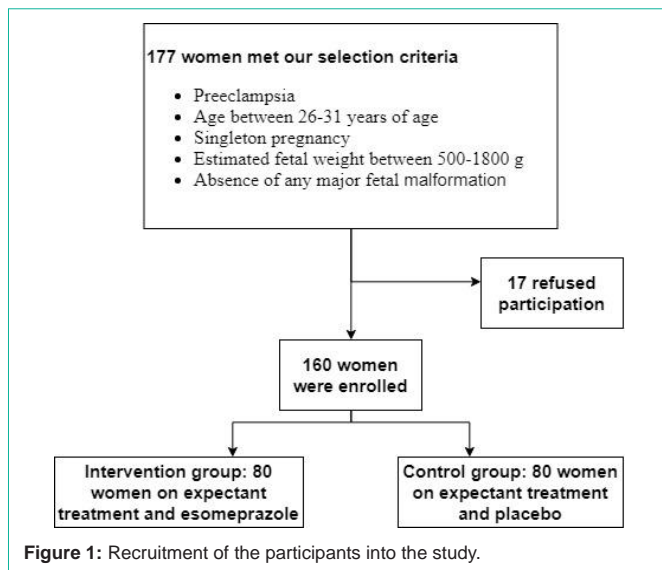 177 women met our selection criteria
• Preeclampsia
• Age between 26-31 years of age
• Singleton pregnancy
• Estimated fetal weight between 500-1800 g
• Absence of any major fetal malformation
17 refused
participation
160 women
were enrolled
Intervention group: 80
women on expectant
treatment and esomeprazole
Control group: 80 women
on expectant treatment
and placebo
Figure 1: Recruitment of the participants into the study.